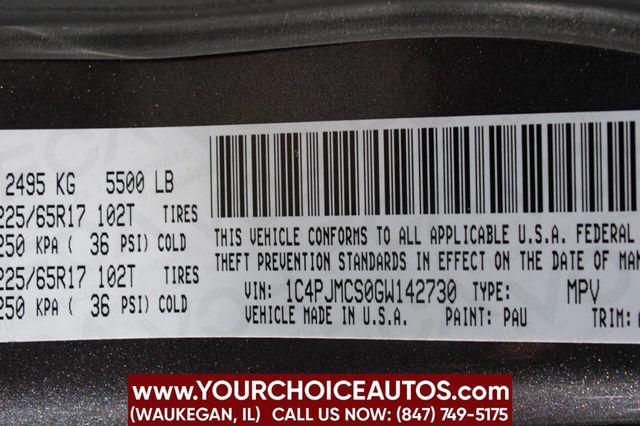 2495 KG 5500 LB
225/65R17 102T TIRES
250 KPA ( 36 PSI) COLD
225/65R17 102T TIRES
250 KPA ( 36 PSI) COLD
THIS VEHICLE CONFORMS TO ALL APPLICABLE U.S.A. FEDERAL
THEFT PREVENTION STANDARDS IN EFFECT ON THE DATE OF MAN
VIN: 1C4PJMCS0GW142730 TYPE: MPV
VEHICLE MADE IN U.S.A. PAINT: PAU TRIM:
WWW.YOURCHOICEAUTOS.COM
(WAUKEGAN, IL) CALL US NOW: (847) 749-5175